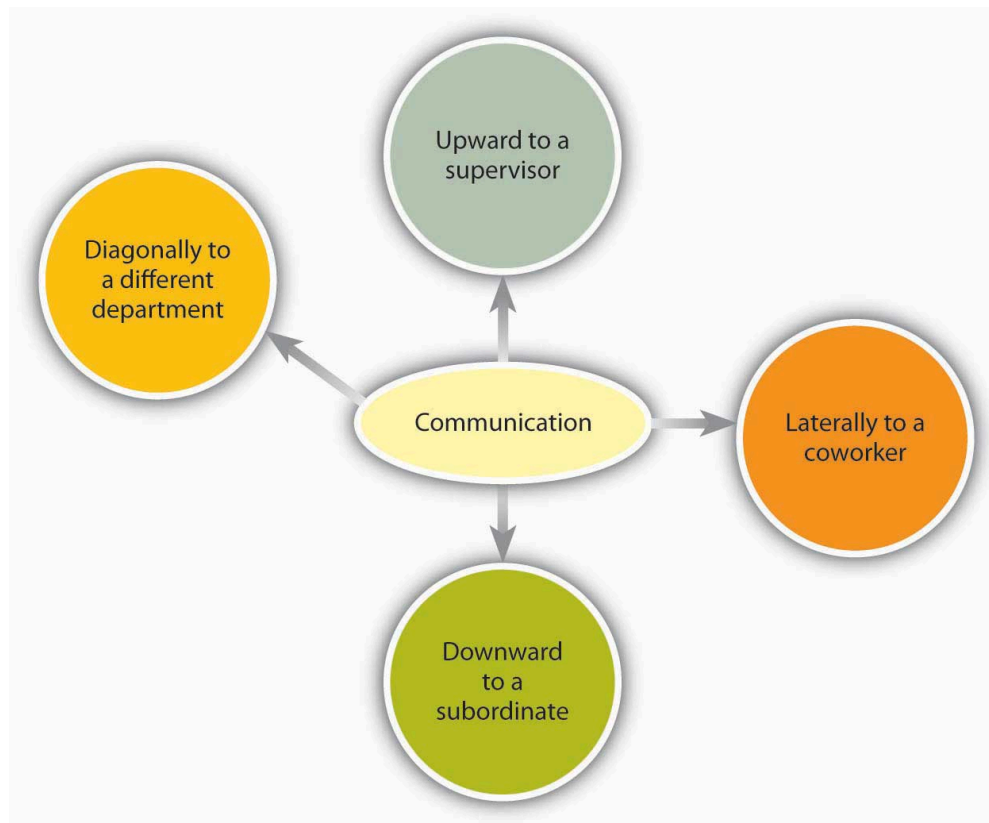 Upward to a
supervisor
Diagonally to
a different
department
Communication
Laterally to a
coworker
Downward
to a
subordinate